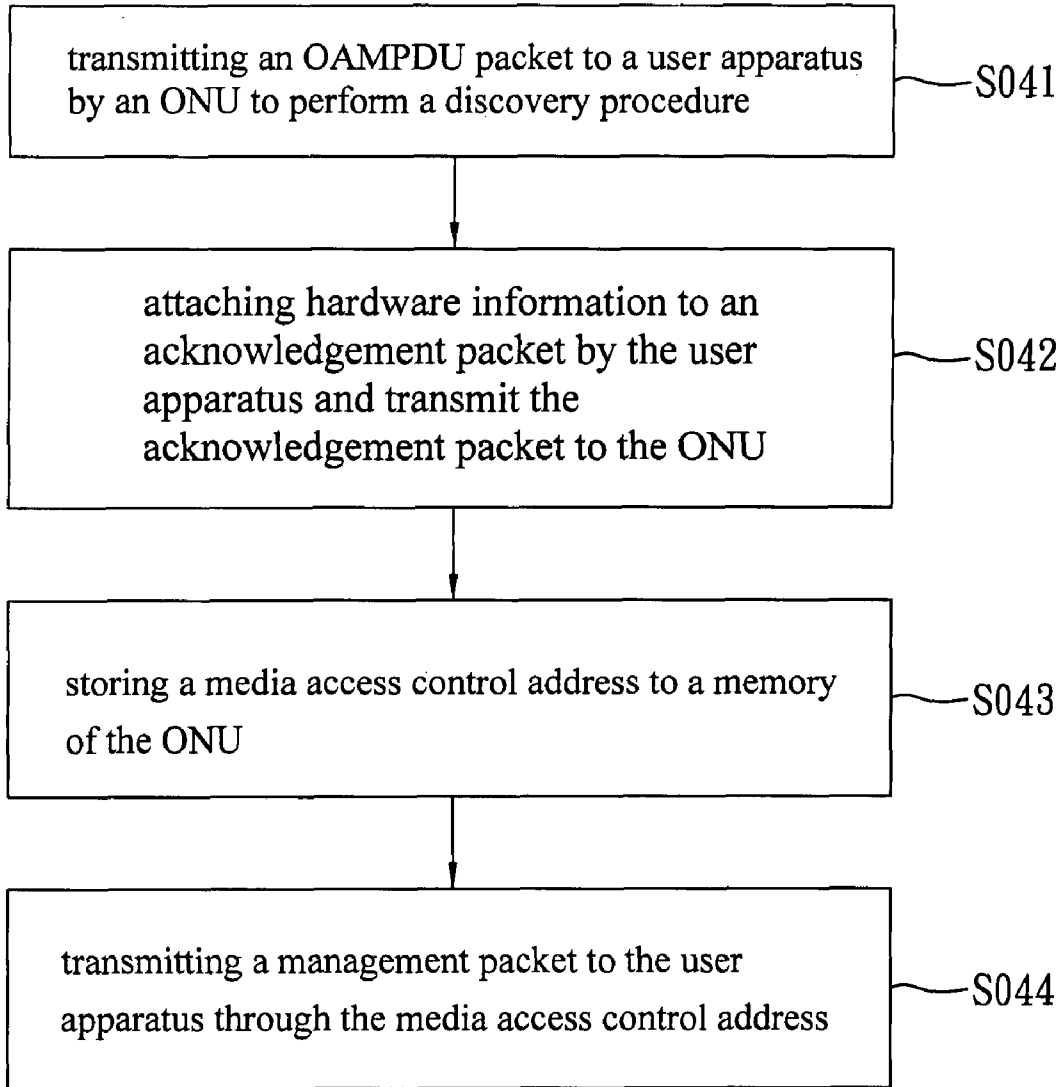 transmitting an OAMPDU packet to a user apparatus
by an ONU to perform a discovery procedure
S041
attaching hardware information to an
acknowledgement packet by the user
apparatus and transmit the
acknowledgement packet to the ONU
S042
storing a media access control address to a memory
of the ONU
S043
transmitting a management packet to the user
apparatus through the media access control address
S044